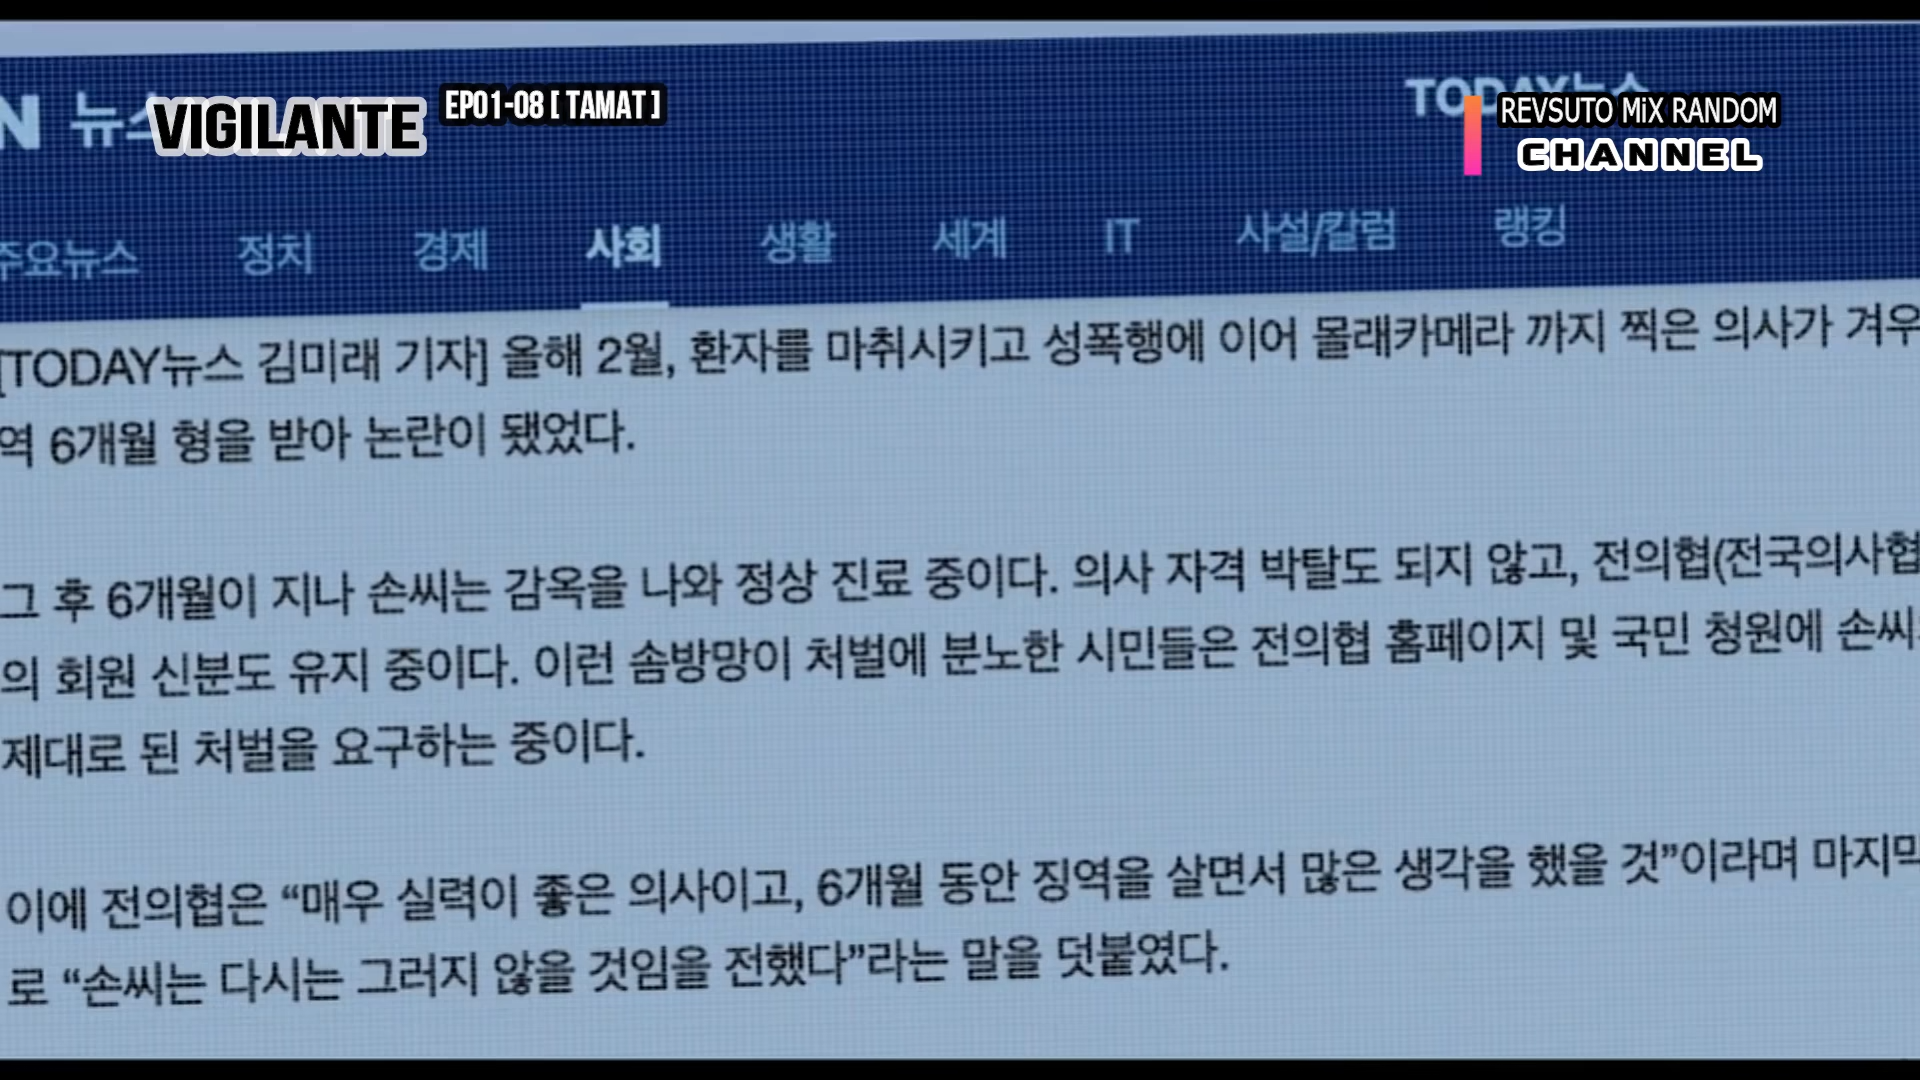 N 뉴스
VIGILANTE
EP01-08 [ TAMAT ]
TODAY뉴스
REVSUTO MiX RANDOM
CHANNEL
주요뉴스 정치 경제 사회 생활 세계 IT 사설/칼럼 랭킹
[TODAY뉴스 김미래 기자] 올해 2월, 환자를 마취시키고 성폭행에 이어 몰래카메라 까지 찍은 의사가 겨우
역 6개월 형을 받아 논란이 됐었다.
그 후 6개월이 지나 손씨는 감옥을 나와 정상 진료 중이다. 의사 자격 박탈도 되지 않고, 전의협(전국의사협
의 회원 신분도 유지 중이다. 이런 솜방망이 처벌에 분노한 시민들은 전의협 홈페이지 및 국민 청원에 손씨
제대로 된 처벌을 요구하는 중이다.
이에 전의협은 “매우 실력이 좋은 의사이고, 6개월 동안 징역을 살면서 많은 생각을 했을 것”이라며 마지막
로 “손씨는 다시는 그러지 않을 것임을 전했다”라는 말을 덧붙였다.